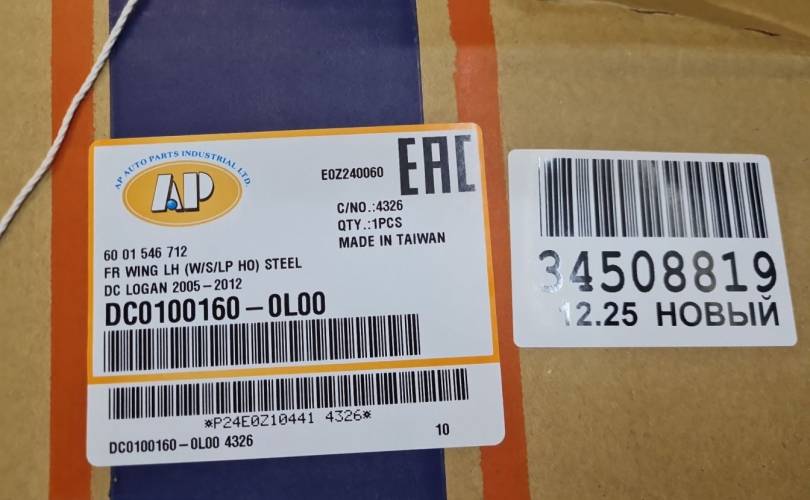 AP AUTO PARTS INDUSTRIAL LTD.
AP
E0Z240060
EAC
C/NO.:4326
QTY.:1PCS
MADE IN TAIWAN
60 01 546 712
FR WING LH (W/S/LP HO) STEEL
DC LOGAN 2005-2012
DC0100160-0L00
*P24E0Z10441 4326*
DC0100160-0L00 4326
10
34508819
12.25 НОВЫЙ